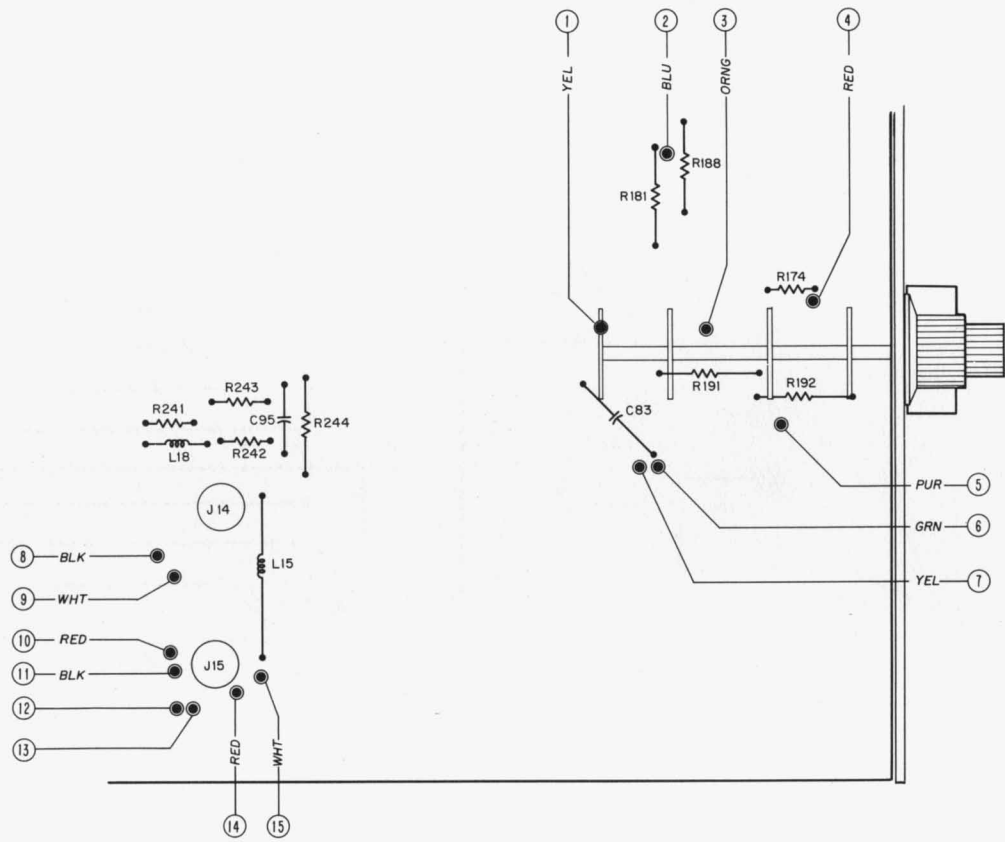 1
2
3
4
YEL
BLU
ORNG
RED
R188
R181
R174
R191
R192
C83
R243
R241
C95
R244
L18
R242
J14
L15
PUR
5
GRN
6
YEL
7
8
BLK
9
WHT
10
RED
11
BLK
J15
12
13
RED
WHT
14
15